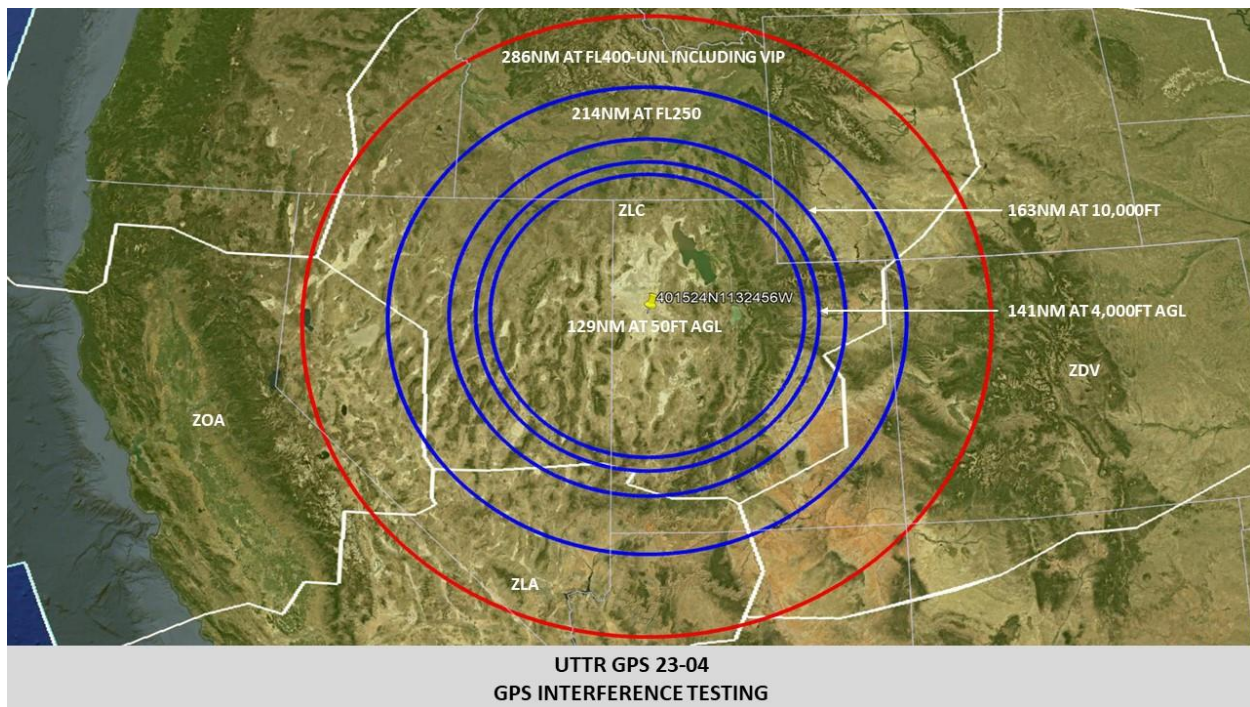 286NM AT FL400-UNL INCLUDING VIP
214NM AT FL250
ZLC
163NM AT 10,000FT
401524N1132456W
141NM AT 4,000FT AGL
129NM AT 50FT AGL
ZDV
ZOA
ZLA
UTTR GPS 23-04
GPS INTERFERENCE TESTING